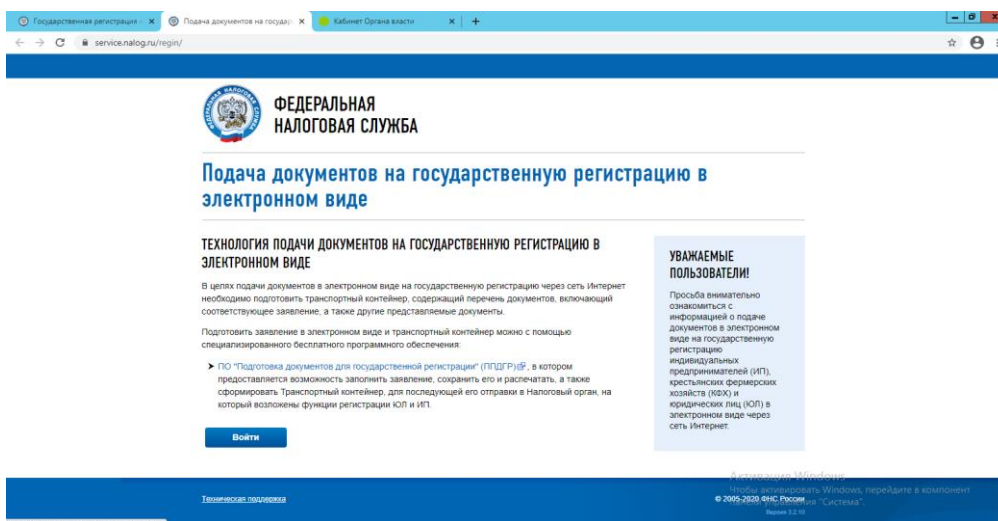 Государственная регистрация
Подача документов на государ
Кабинет Органа власти
service.nalog.ru/regin/
ФЕДЕРАЛЬНАЯ
НАЛОГОВАЯ СЛУЖБА
Подача документов на государственную регистрацию в
электронном виде
ТЕХНОЛОГИЯ ПОДАЧИ ДОКУМЕНТОВ НА ГОСУДАРСТВЕННУЮ РЕГИСТРАЦИЮ В
ЭЛЕКТРОННОМ ВИДЕ
В целях подачи документов в электронном виде на государственную регистрацию через сеть Интернет
необходимо подготовить транспортный контейнер, содержащий перечень документов, включающий
соответствующее заявление, а также другие представляемые документы.
Подготовить заявление в электронном виде и транспортный контейнер можно с помощью
специализированного бесплатного программного обеспечения:
➤ ПО "Подготовка документов для государственной регистрации" (ППДГР), в котором
предоставляется возможность заполнить заявление, сохранить его и распечатать, а также
сформировать Транспортный контейнер, для последующей его отправки в Налоговый орган, на
который возложены функции регистрации ЮЛ и ИП.
Войти
УВАЖАЕМЫЕ
ПОЛЬЗОВАТЕЛИ!
Просьба внимательно
ознакомиться с
информацией о подаче
документов в электронном
виде на государственную
регистрацию
индивидуальных
предпринимателей (ИП),
крестьянских фермерских
хозяйств (КФХ) и
юридических лиц (ЮЛ) в
электронном виде через
сеть Интернет.
Активация Windows
Чтобы активировать Windows, перейдите в компонент
"Система".
Техническая поддержка
© 2005-2020 ФНС России
Версия 3.2.10